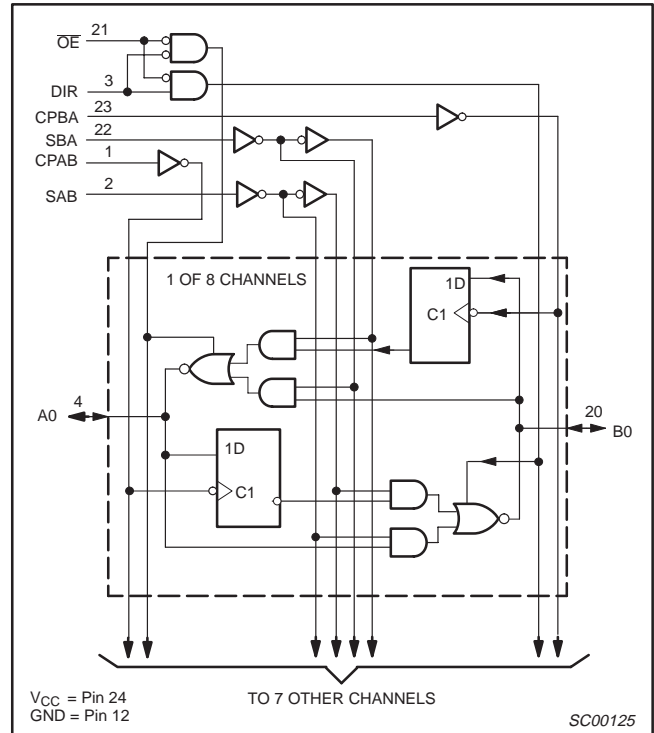 OE 21
DIR 3
CPBA 23
SBA 22
CPAB 1
SAB 2
1 OF 8 CHANNELS
1D
C1
A0 4
20 B0
1D
C1
TO 7 OTHER CHANNELS
VCC = Pin 24
GND = Pin 12
SC00125